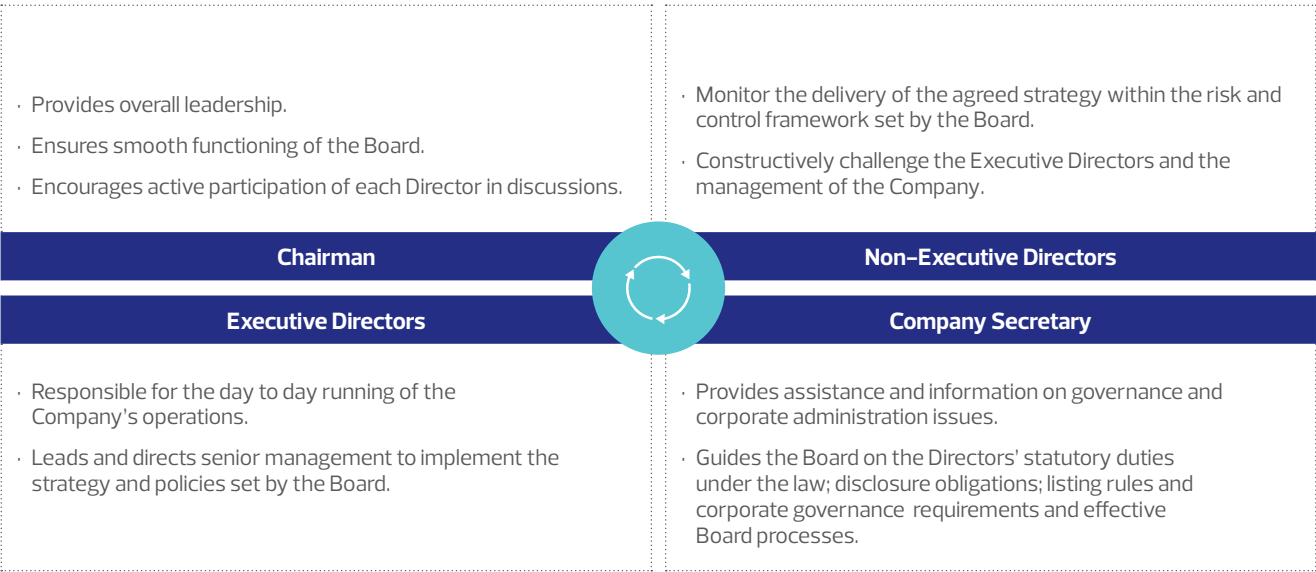 · Provides overall leadership.
· Ensures smooth functioning of the Board.
· Encourages active participation of each Director in discussions.
Chairman
· Monitor the delivery of the agreed strategy within the risk and
control framework set by the Board.
· Constructively challenge the Executive Directors and the
management of the Company.
Non-Executive Directors
Executive Directors
· Responsible for the day to day running of the
Company's operations.
· Leads and directs senior management to implement the
strategy and policies set by the Board.
Company Secretary
· Provides assistance and information on governance and
corporate administration issues.
· Guides the Board on the Directors' statutory duties
under the law; disclosure obligations; listing rules and
corporate governance requirements and effective
Board processes.